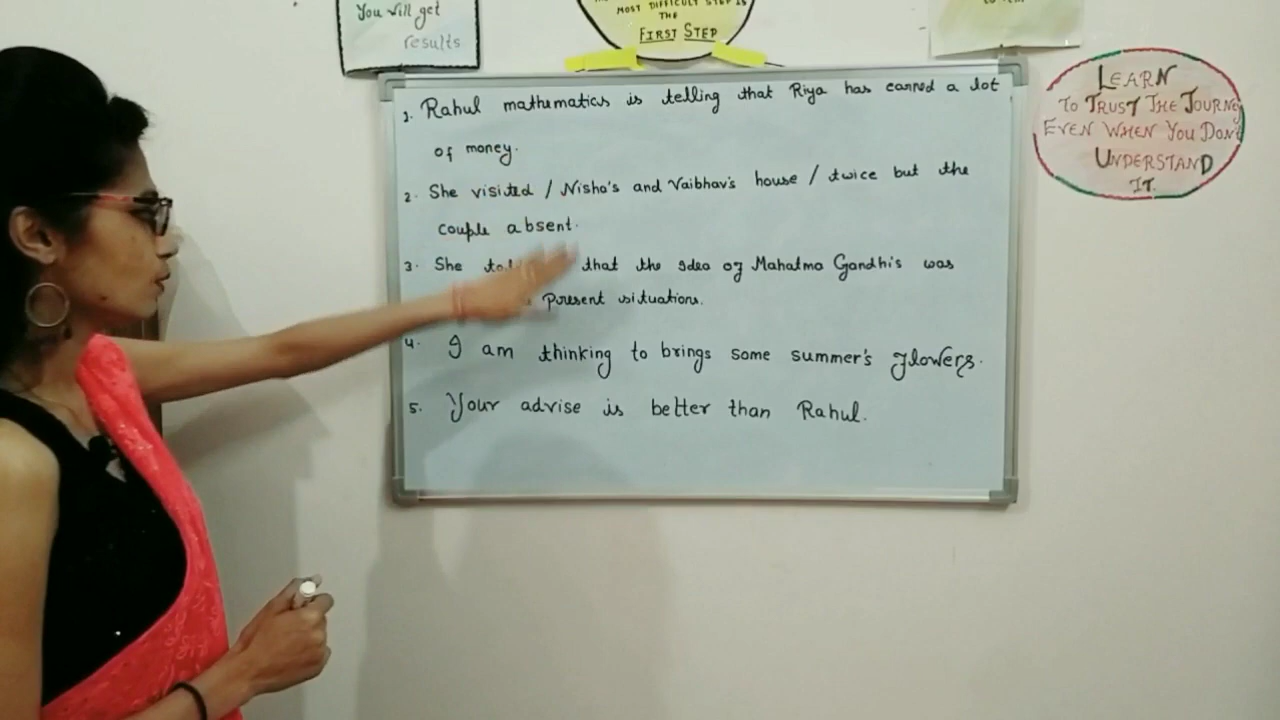 You will get
results
MOST DIFFICULT STEP IS
THE
FIRST STEP
LEARN
TO TRUST THE JOURNEY
EVEN WHEN YOU DON'T
UNDERSTAND
IT.
1. Rahul mathematics is telling that Riya has earned a lot
of money.
2. She visited / Nisha's and Vaibhav's house / twice but the
couple absent.
3. She that the idea of Mahatma Gandhi's was
present situations.
4. I am thinking to brings some summer's flowers.
5. Your advise is better than Rahul.